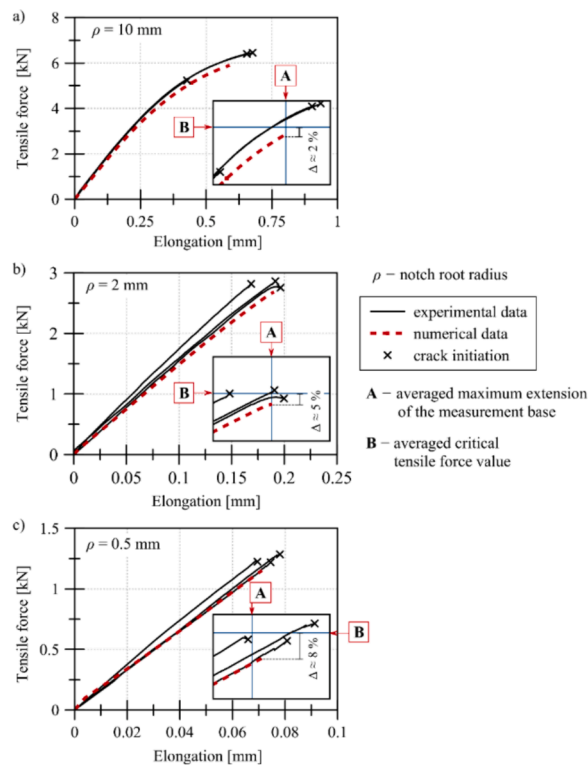 a)
ρ = 10 mm
Tensile force [kN]
8
6
4
2
0
A
B
Δ ≈ 2 %
0 0.25 0.5 0.75 1
Elongation [mm]
b)
ρ = 2 mm
Tensile force [kN]
3
2
1
0
A
B
Δ ≈ 5 %
0 0.05 0.1 0.15 0.2 0.25
Elongation [mm]
ρ – notch root radius
experimental data
numerical data
crack initiation
A – averaged maximum extension
of the measurement base
B – averaged critical
tensile force value
c)
ρ = 0.5 mm
Tensile force [kN]
1.5
1
0.5
0
A
B
Δ ≈ 8 %
0 0.02 0.04 0.06 0.08 0.1
Elongation [mm]